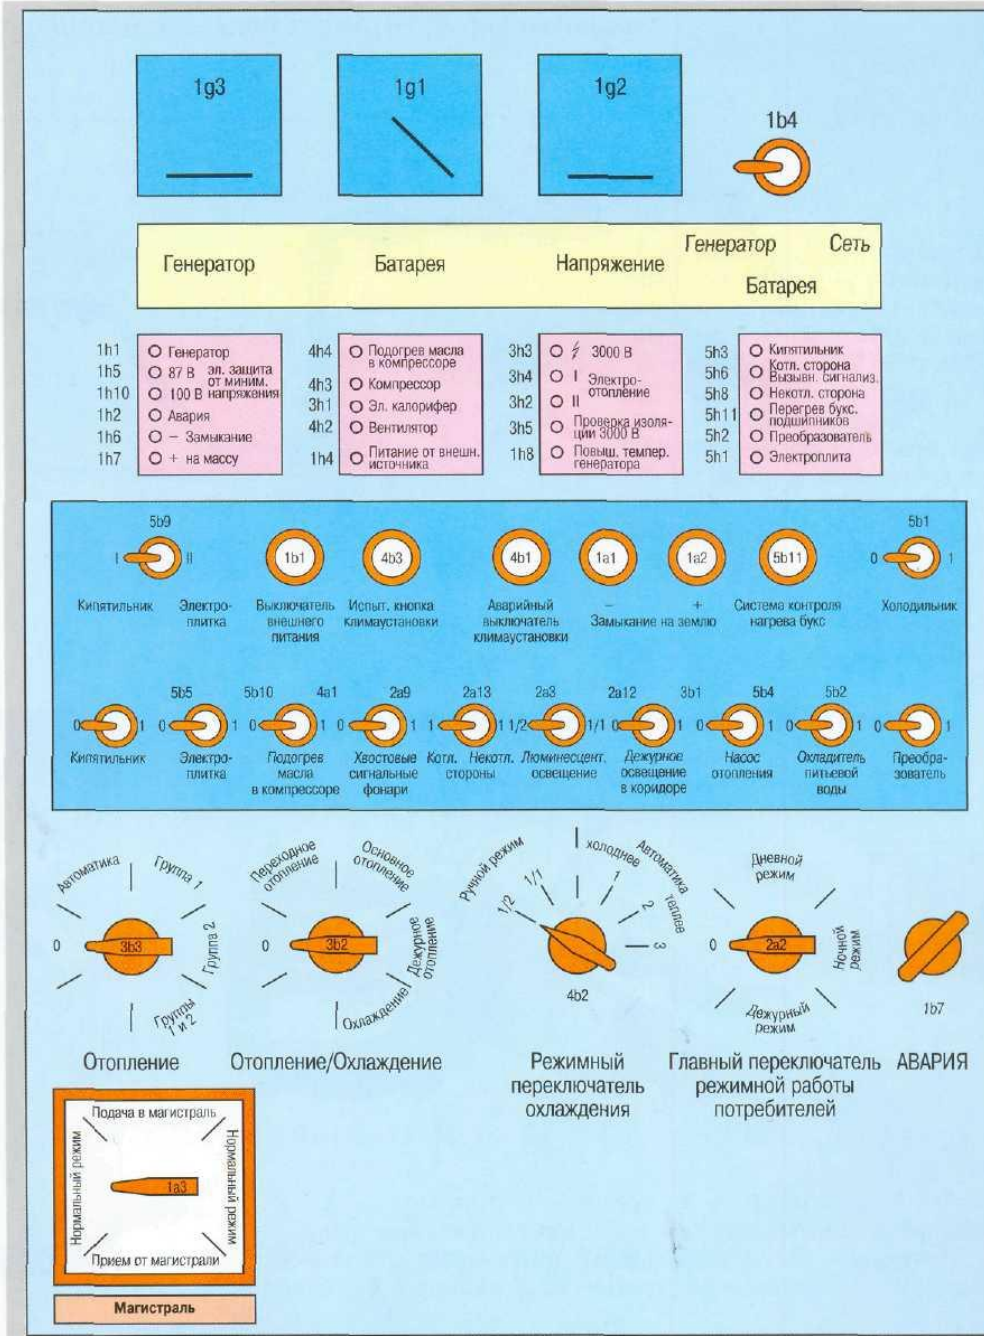 1g3 1g1 1g2
1b4
Генератор Батарея Напряжение Генератор Сеть
Батарея
1h1 Генератор
1h5 87 В эл. защита
от миним.
1h10 100 В напряжения
1h2 Авария
1h6 – Замыкание
1h7 + на массу
4h4 Подогрев масла
в компрессоре
4h3 Компрессор
3h1 Эл. калорифер
4h2 Вентилятор
1h4 Питание от внешн.
источника
3h3 3000 В
3h4 I Электро-
3h2 II отопление
3h5 Проверка изоля-
ции 3000 В
1h8 Повыш. темпер.
генератора
5h3 Кипятильник
5h6 Котл. сторона
Вызывн. сигнализ.
5h8 Некотл. сторона
5h11 Перегрев букс.
подшипников
5h2 Преобразователь
5h1 Электроплита
5b9 5b1
I II 1b1 4b3 4b1 1a1 1a2 5b11 0 1
Кипятильник Электро-
плитка
Выключатель
внешнего
питания
Испыт. кнопка
климаустановки
Аварийный
выключатель
климаустановки
– +
Замыкание на землю
Система контроля
нагрева букс
Холодильник
5b5 5b10 4a1 2a9 2a13 2a3 2a12 3b1 5b4 5b2
0 1 0 1 0 1 0 1 1 1 1/2 1/1 0 1 0 1 0 1 0 1
Кипятильник
Электро-
плитка
Подогрев
масла
в компрессоре
Хвостовые
сигнальные
фонари
Котл. Некотл.
стороны
Люминесцент.
освещение
Дежурное
освещение
в коридоре
Насос
отопления
Охладитель
питьевой
воды
Преобра-
зователь
0
Автоматика
Группа 1
Группа 2
Группы
1 и 2
3b3
Отопление
0
Переходное
отопление
Основное
отопление
Дежурное
отопление
Охлаждение
3b2
Отопление/Охлаждение
Ручной режим
1/2
1/1
Автоматика
холоднее
теплее
1
2
3
4b2
Режимный
переключатель
охлаждения
0
Дневной
режим
Ночной
режим
Дежурный
режим
2a2
Главный переключатель
режимной работы
потребителей
1b7
АВАРИЯ
Подача в магистраль
Нормальный режим
Нормальный режим
1a3
Прием от магистрали
Магистраль